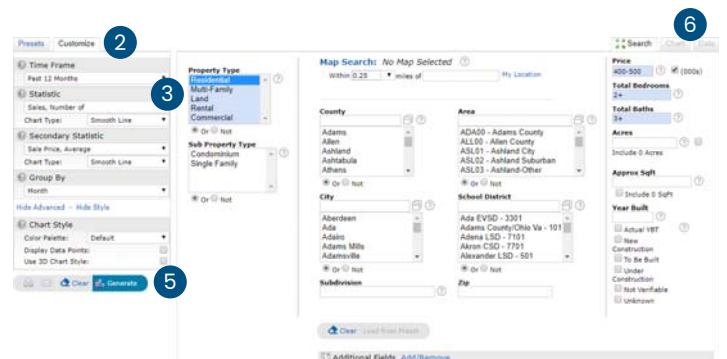 6
Presets Customize 2
Search Chart Data
Time Frame
Past 12 Months
3
Statistic
Sales, Number of
Chart Type: Smooth Line
Secondary Statistic
Sale Price, Average
Chart Type: Smooth Line
Group By
Month
Hide Advanced - Hide Style
Chart Style
Color Palette: Default
Display Data Points:
Use 3D Chart Style:
Clear Generate 5
Property Type
Residential
Multi-Family
Land
Rental
Commercial
Or Not
Sub Property Type
Condominium
Single Family
Or Not
Map Search: No Map Selected
Within 0.25 miles of My Location
County
Adams
Allen
Ashland
Ashtabula
Athens
Or Not
Area
ADA00 - Adams County
ALL00 - Allen County
ASL01 - Ashland City
ASL02 - Ashland Suburban
ASL03 - Ashland-Other
Or Not
City
Aberdeen
Ada
Adairo
Adams Mills
Adamsville
Or Not
School District
Ada EVSD - 3301
Adams County/Ohio Va - 101
Adena LSD - 7101
Akron CSD - 7701
Alexander LSD - 501
Or Not
Subdivision
Zip
Clear Load from Preset
Additional Fields Add/Remove
Price
400-500 (000s)
Total Bedrooms
2+
Total Baths
3+
Acres
Include 0 Acres
Approx Sqft
Include 0 SqFt
Year Built
Actual YBT
New
Construction
To Be Built
Under
Construction
Not Verifiable
Unknown